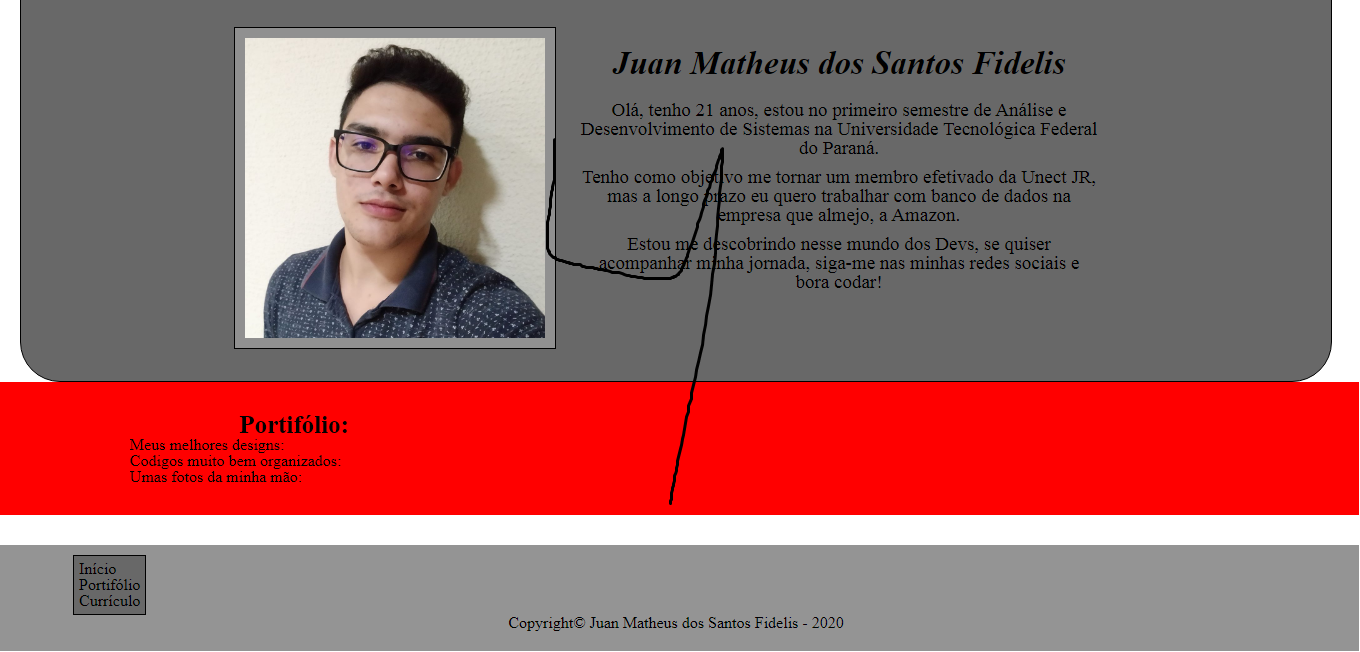 Juan Matheus dos Santos Fidelis
Olá, tenho 21 anos, estou no primeiro semestre de Análise e
Desenvolvimento de Sistemas na Universidade Tecnológica Federal
do Paraná.
Tenho como objetivo me tornar um membro efetivado da Unect JR,
mas a longo prazo eu quero trabalhar com banco de dados na
empresa que almejo, a Amazon.
Estou me descobrindo nesse mundo dos Devs, se quiser
acompanhar minha jornada, siga-me nas minhas redes sociais e
bora codar!
Portifólio:
Meus melhores designs:
Codigos muito bem organizados:
Umas fotos da minha mão:
Início
Portifólio
Currículo
Copyright© Juan Matheus dos Santos Fidelis - 2020